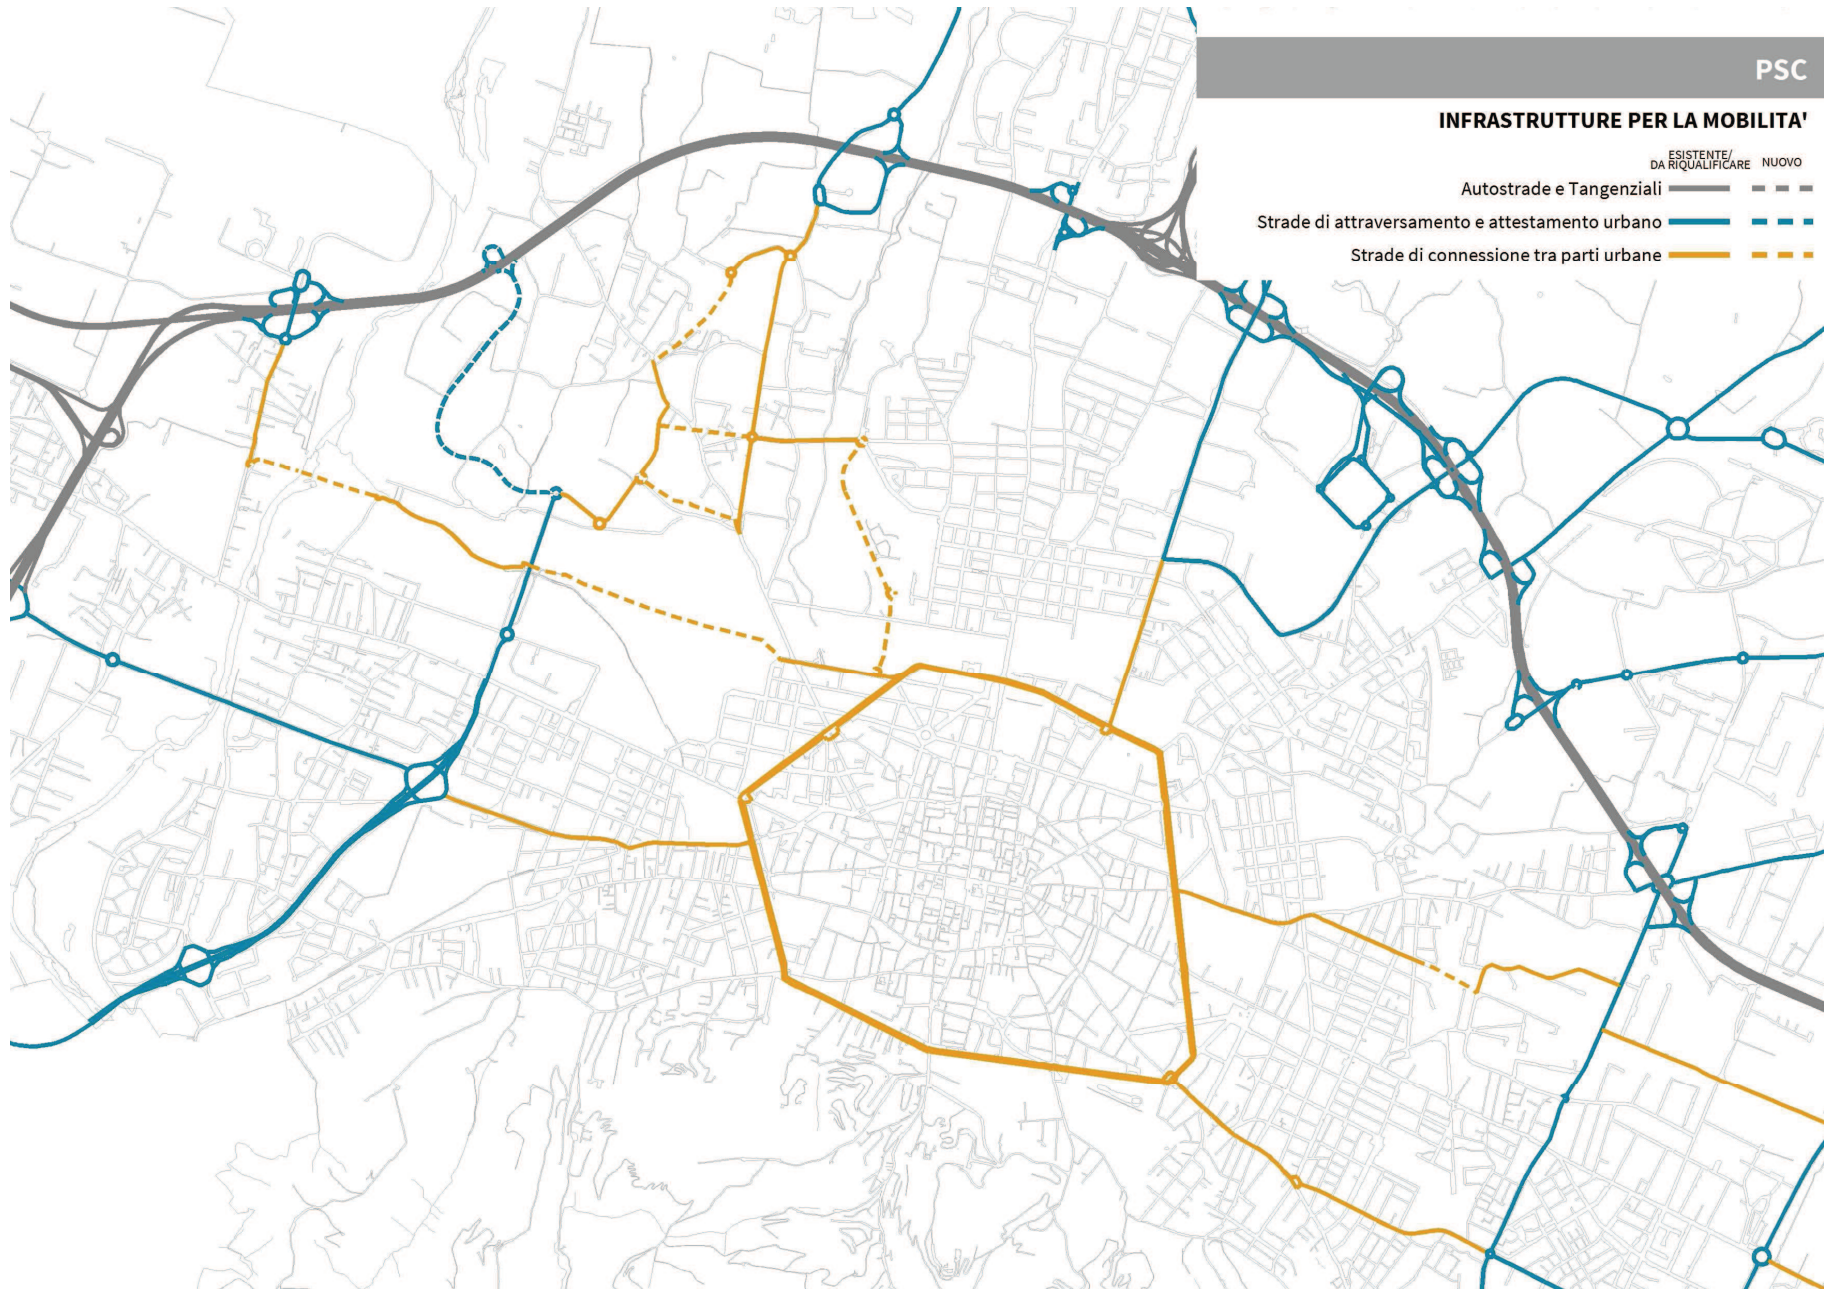 PSC
INFRASTRUTTURE PER LA MOBILITA'
ESISTENTE/
DA RIQUALIFICARE NUOVO
Autostrade e Tangenziali
Strade di attraversamento e attestamento urbano
Strade di connessione tra parti urbane